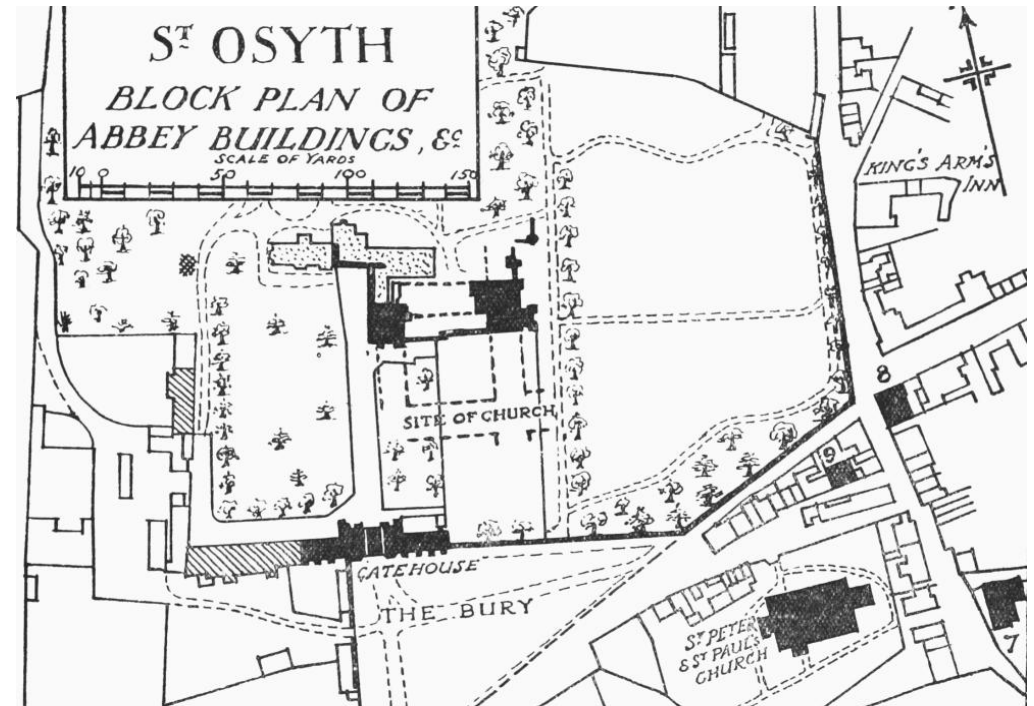 ST OSYTH
BLOCK PLAN OF
ABBEY BUILDINGS, &c
SCALE OF YARDS
10 0 50 100 150
KING'S ARM'S
INN
8
SITE OF CHURCH
9
GATEHOUSE
THE BURY
ST PETER
& ST PAUL'S
CHURCH
7